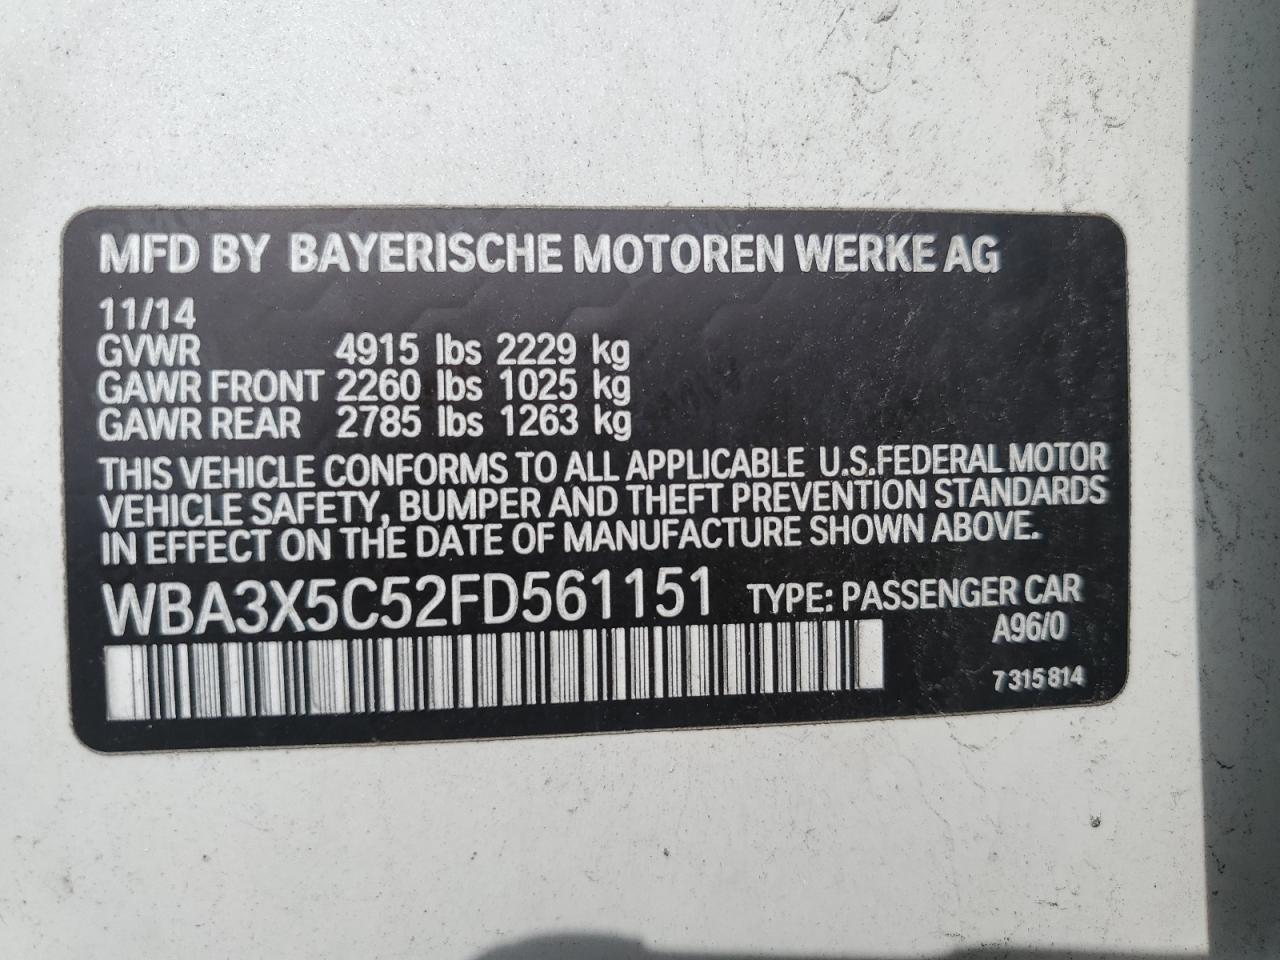 MFD BY BAYERISCHE MOTOREN WERKE AG
11/14
GVWR 4915 lbs 2229 kg
GAWR FRONT 2260 lbs 1025 kg
GAWR REAR 2785 lbs 1263 kg
THIS VEHICLE CONFORMS TO ALL APPLICABLE U.S.FEDERAL MOTOR
VEHICLE SAFETY, BUMPER AND THEFT PREVENTION STANDARDS
IN EFFECT ON THE DATE OF MANUFACTURE SHOWN ABOVE.
WBA3X5C52FD561151 TYPE: PASSENGER CAR
A96/0
7 315 814